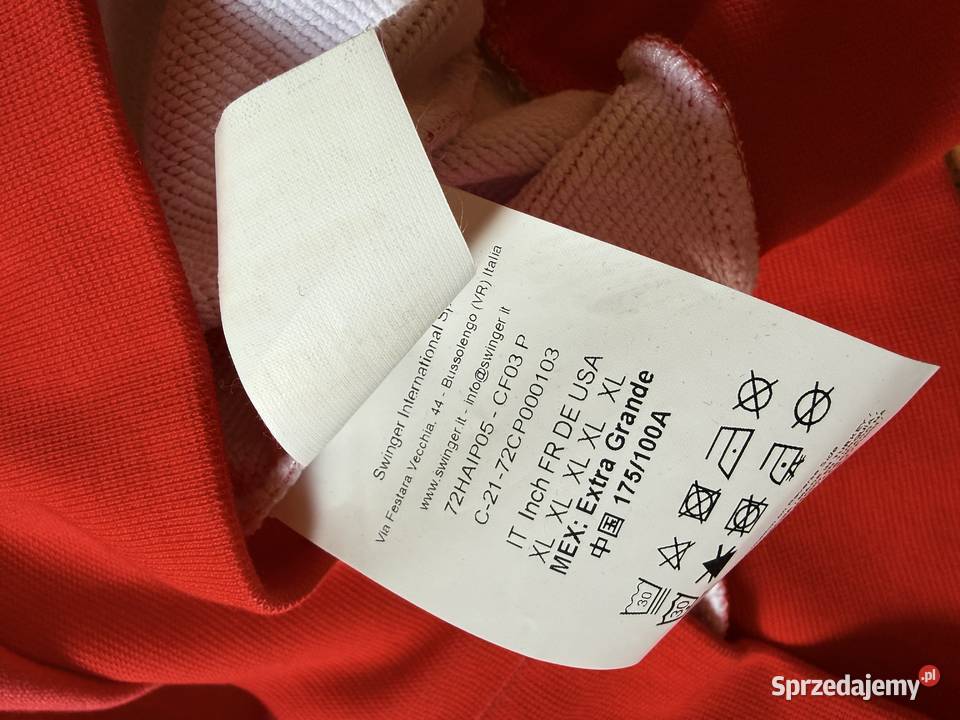 Swinger International
Via Festara Vecchia, 44 - Bussolengo (VR) Italia
www.swinger.it - info@swinger.it
72HAIP05 - CF03 P
C-21-72CP000103
IT Inch FR DE USA
XL XL XL XL XL
MEX: Extra Grande
中国 175/100A
30
30
Sprzedajemy.pl